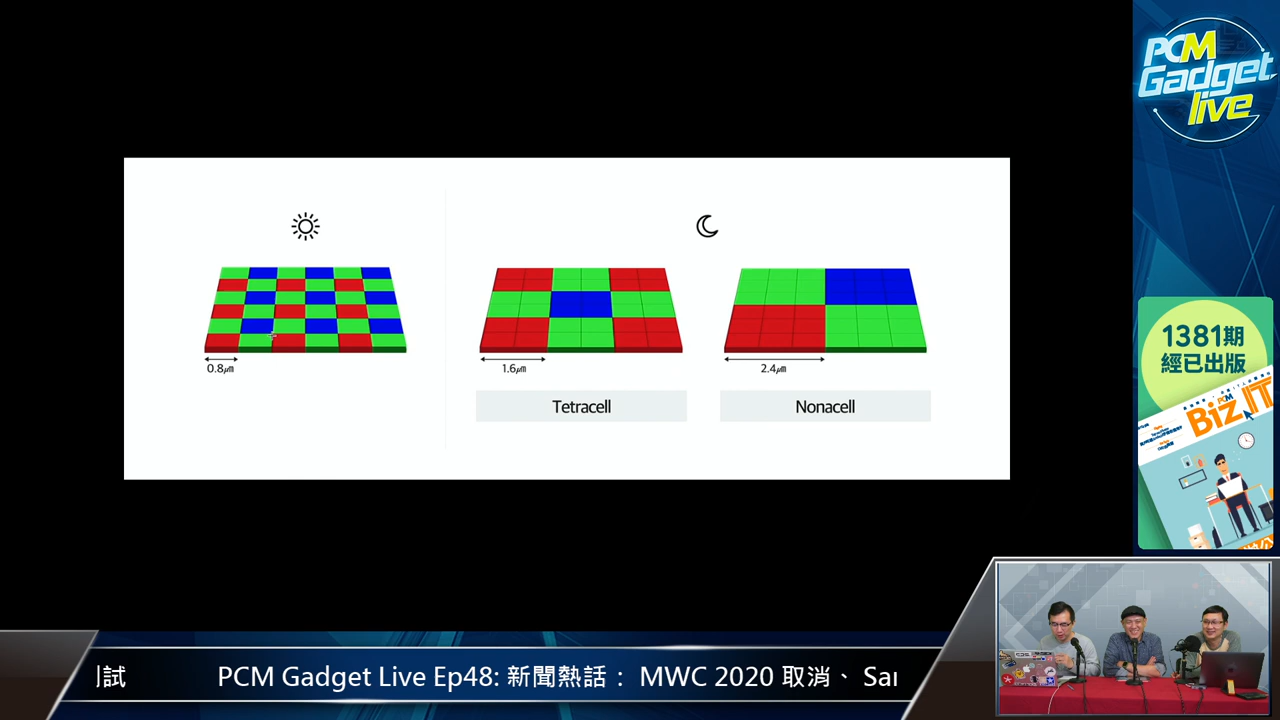 PCM
Gadget
live
0.8㎛
1.6㎛
2.4㎛
Tetracell
Nonacell
1381期
經已出版
PCM
Biz IT
試
PCM Gadget Live Ep48: 新聞熱話： MWC 2020 取消、 Sa